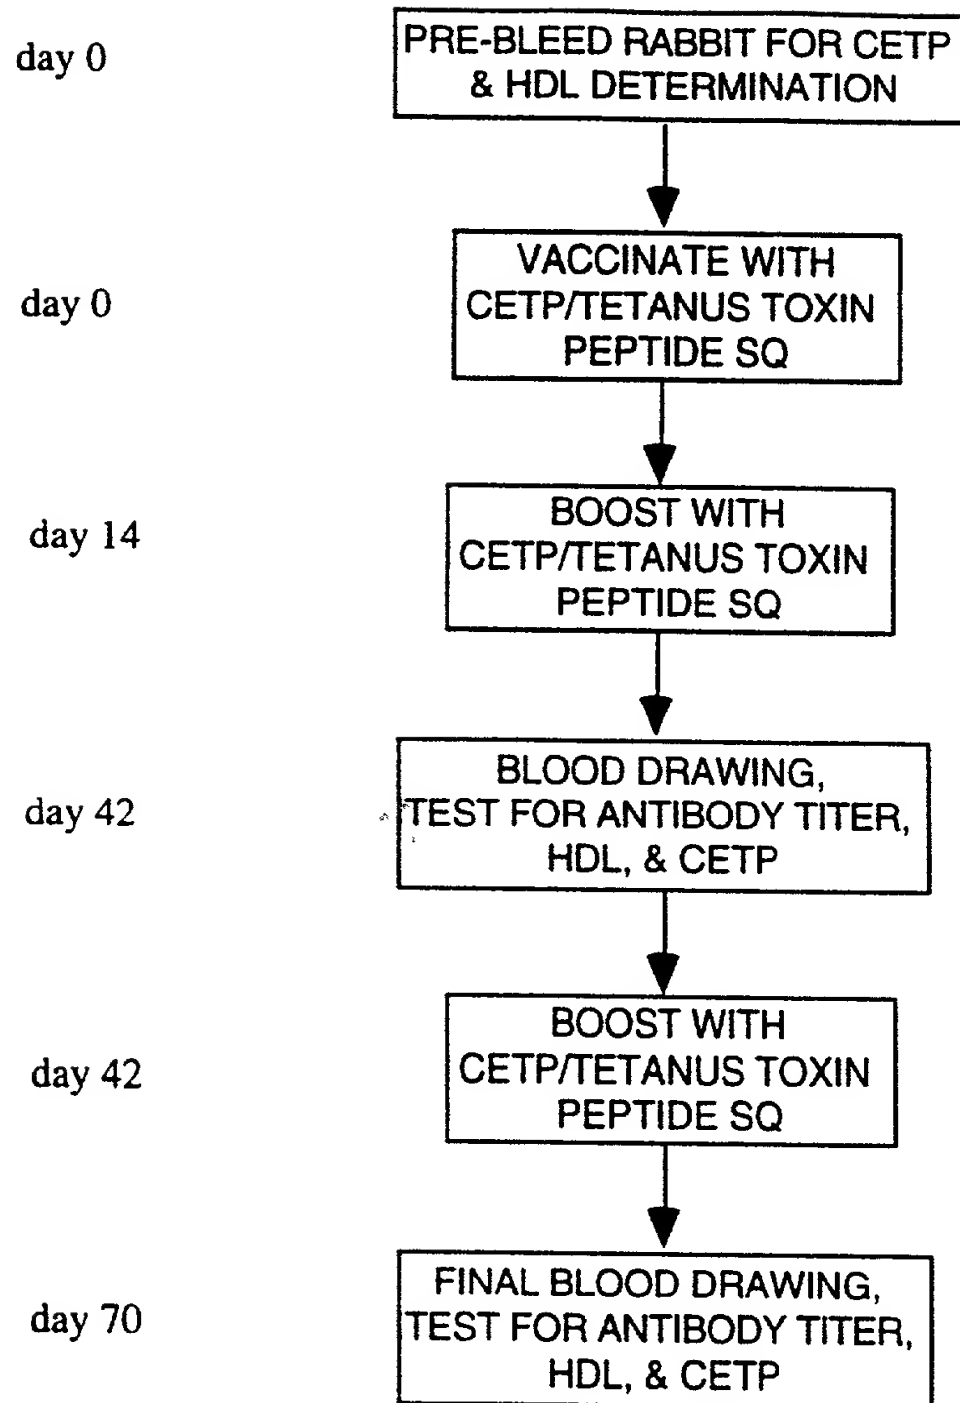 day 0
PRE-BLEED RABBIT FOR CETP
& HDL DETERMINATION
day 0
VACCINATE WITH
CETP/TETANUS TOXIN
PEPTIDE SQ
day 14
BOOST WITH
CETP/TETANUS TOXIN
PEPTIDE SQ
day 42
BLOOD DRAWING,
TEST FOR ANTIBODY TITER,
HDL, & CETP
day 42
BOOST WITH
CETP/TETANUS TOXIN
PEPTIDE SQ
day 70
FINAL BLOOD DRAWING,
TEST FOR ANTIBODY TITER,
HDL, & CETP